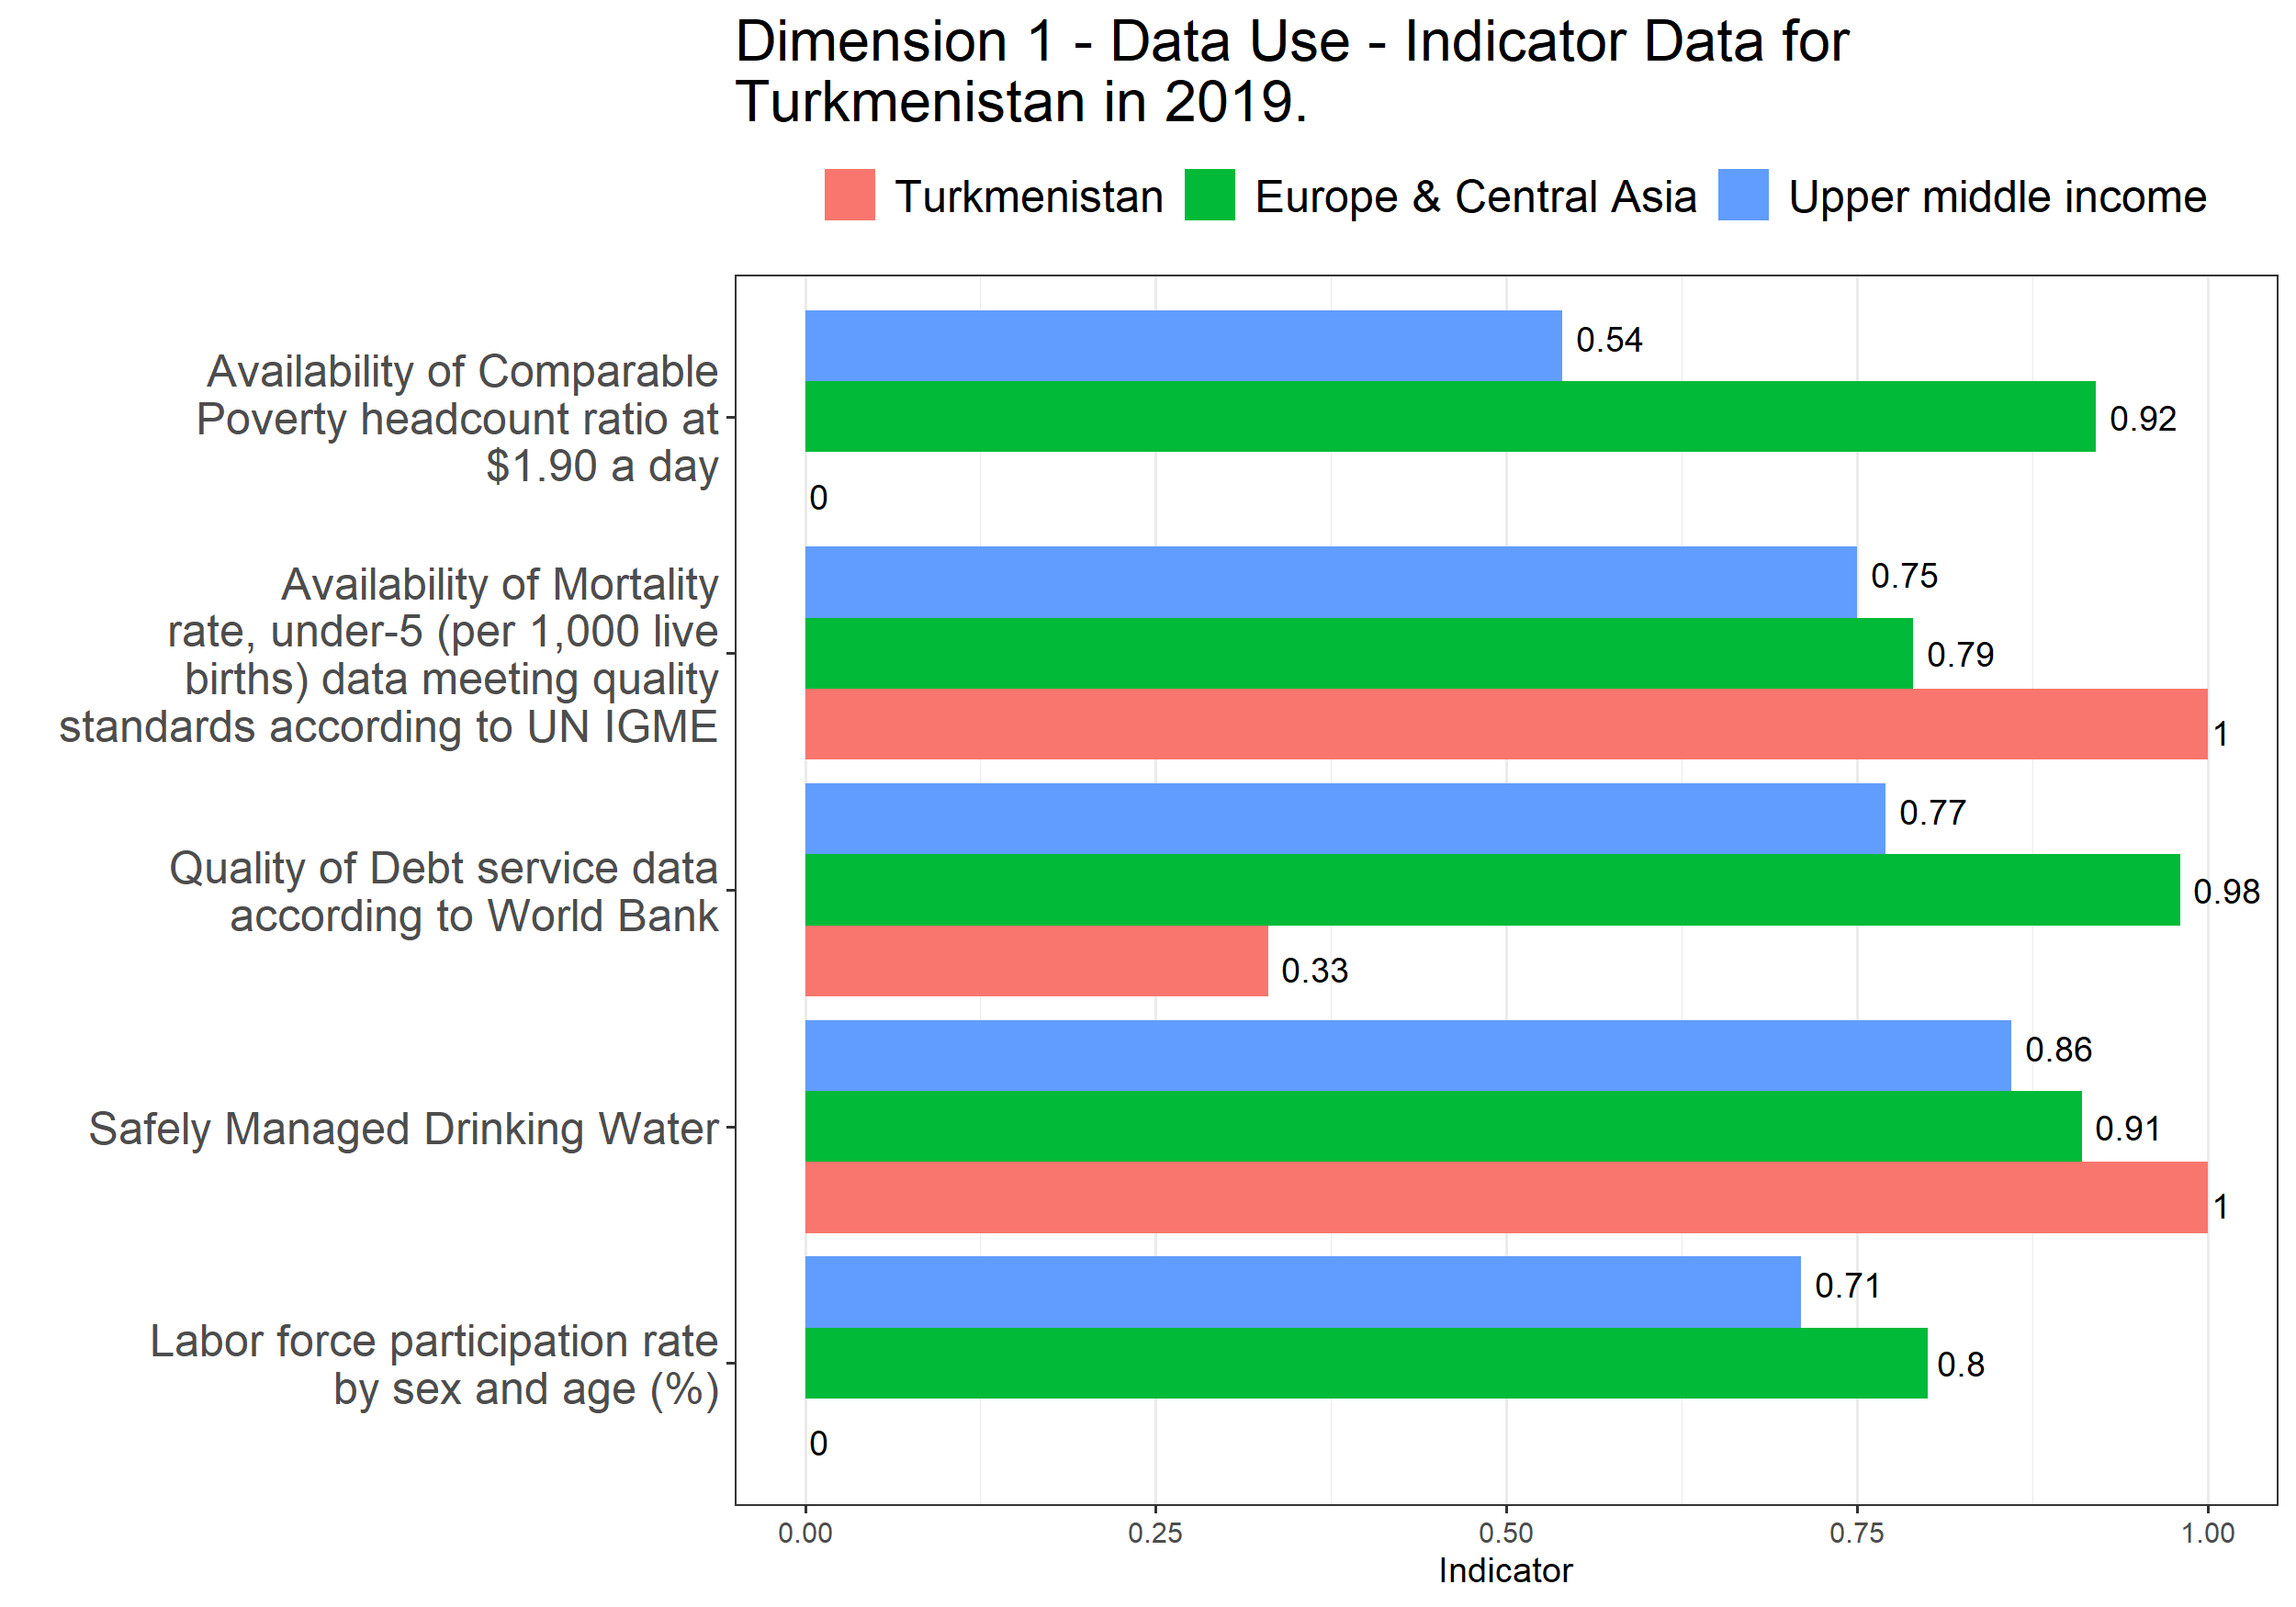 Dimension 1 - Data Use - Indicator Data for
Turkmenistan in 2019.
Turkmenistan
Europe & Central Asia
Upper middle income
Availability of Comparable
Poverty headcount ratio at
$1.90 a day
0.54
0.92
0
Availability of Mortality
rate, under-5 (per 1,000 live
births) data meeting quality
standards according to UN IGME
0.75
0.79
1
Quality of Debt service data
according to World Bank
0.77
0.98
0.33
Safely Managed Drinking Water
0.86
0.91
1
Labor force participation rate
by sex and age (%)
0.71
0.8
0
0.00 0.25 0.50 0.75 1.00
Indicator